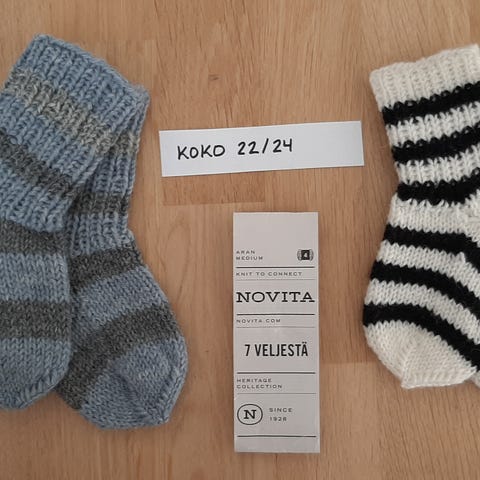 KOKO 22/24
ARAN
MEDIUM
4
KNIT TO CONNECT
NOVITA
NOVITA.COM
7 VELJESTÄ
HERITAGE
COLLECTION
N
SINCE
1928